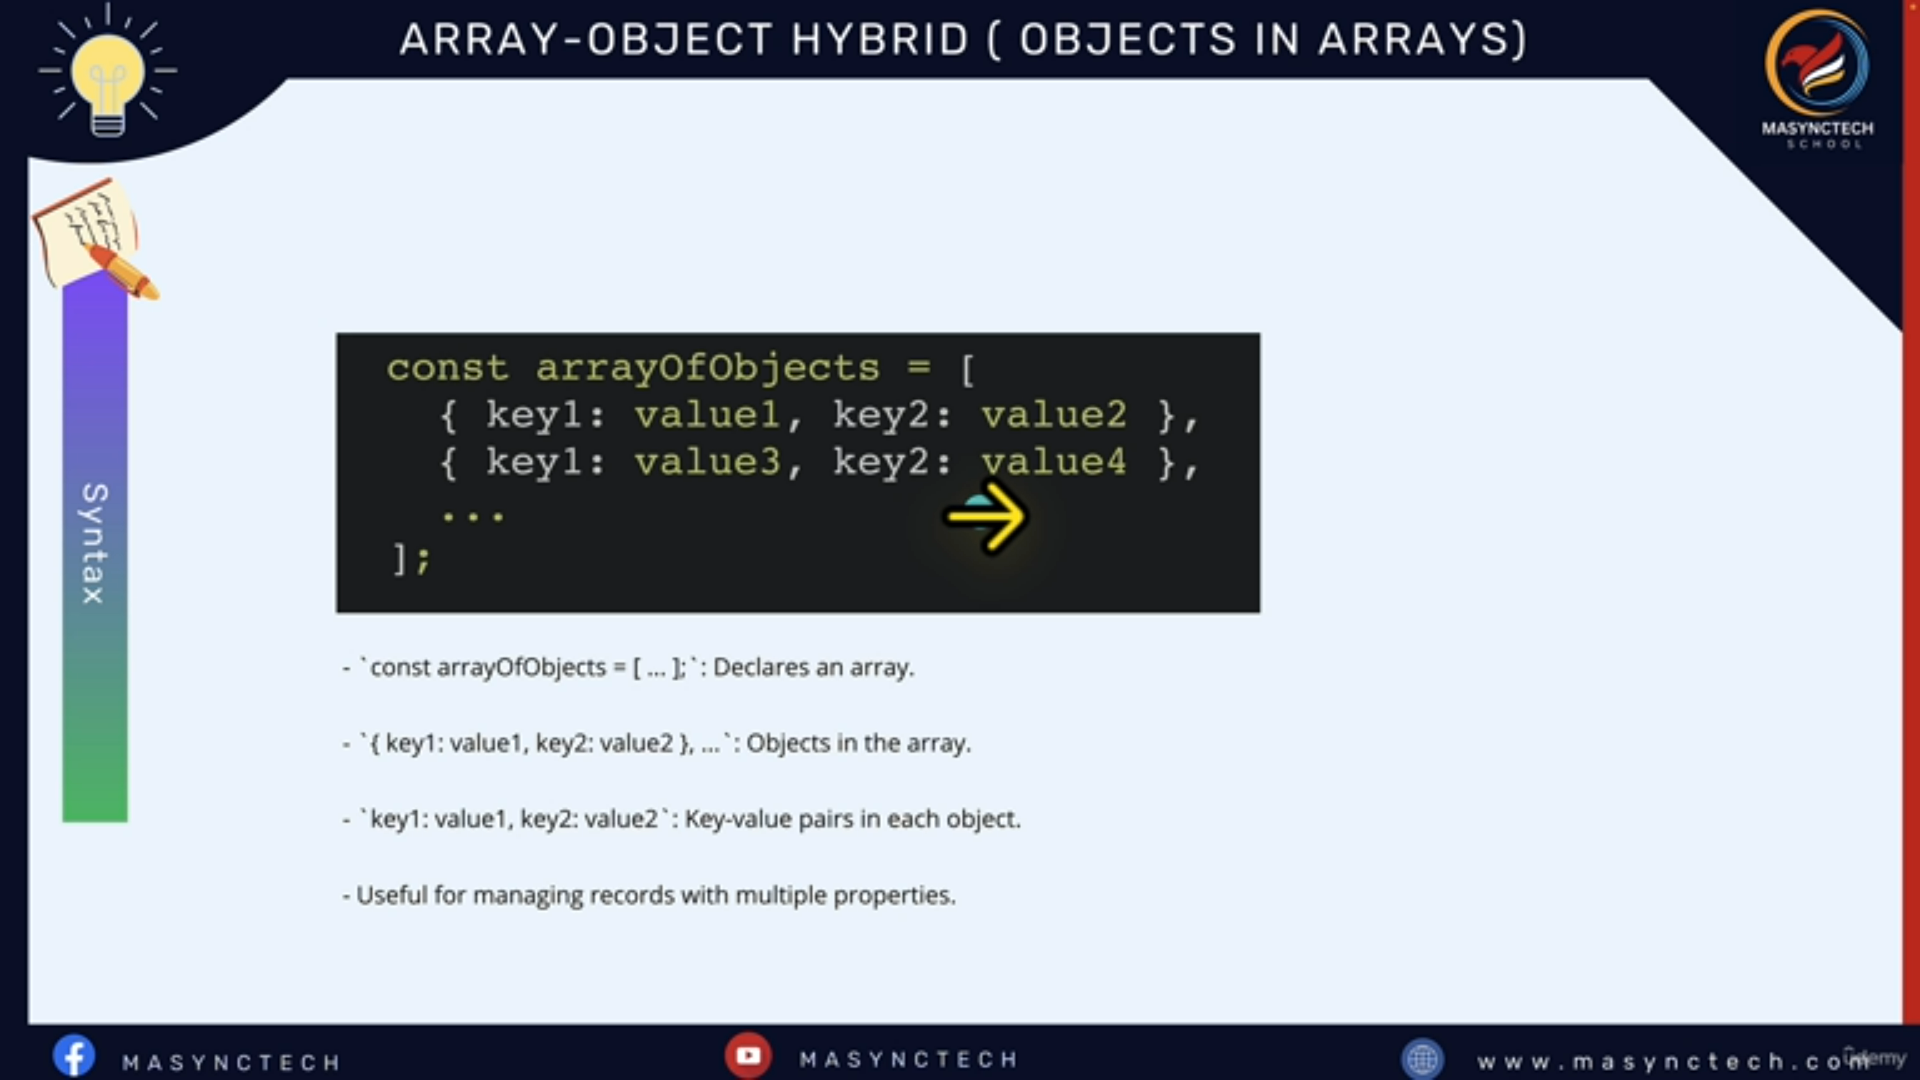 ARRAY-OBJECT HYBRID ( OBJECTS IN ARRAYS)
MASYNCTECH
SCHOOL
Syntax
const arrayOfObjects = [
{ key1: value1, key2: value2 },
{ key1: value3, key2: value4 },
...
];
- `const arrayOfObjects = [ ... ];`: Declares an array.
- `{ key1: value1, key2: value2 }, ...`: Objects in the array.
- `key1: value1, key2: value2`: Key-value pairs in each object.
- Useful for managing records with multiple properties.
MASYNCTECH
MASYNCTECH
www.masynctech.com
Udemy